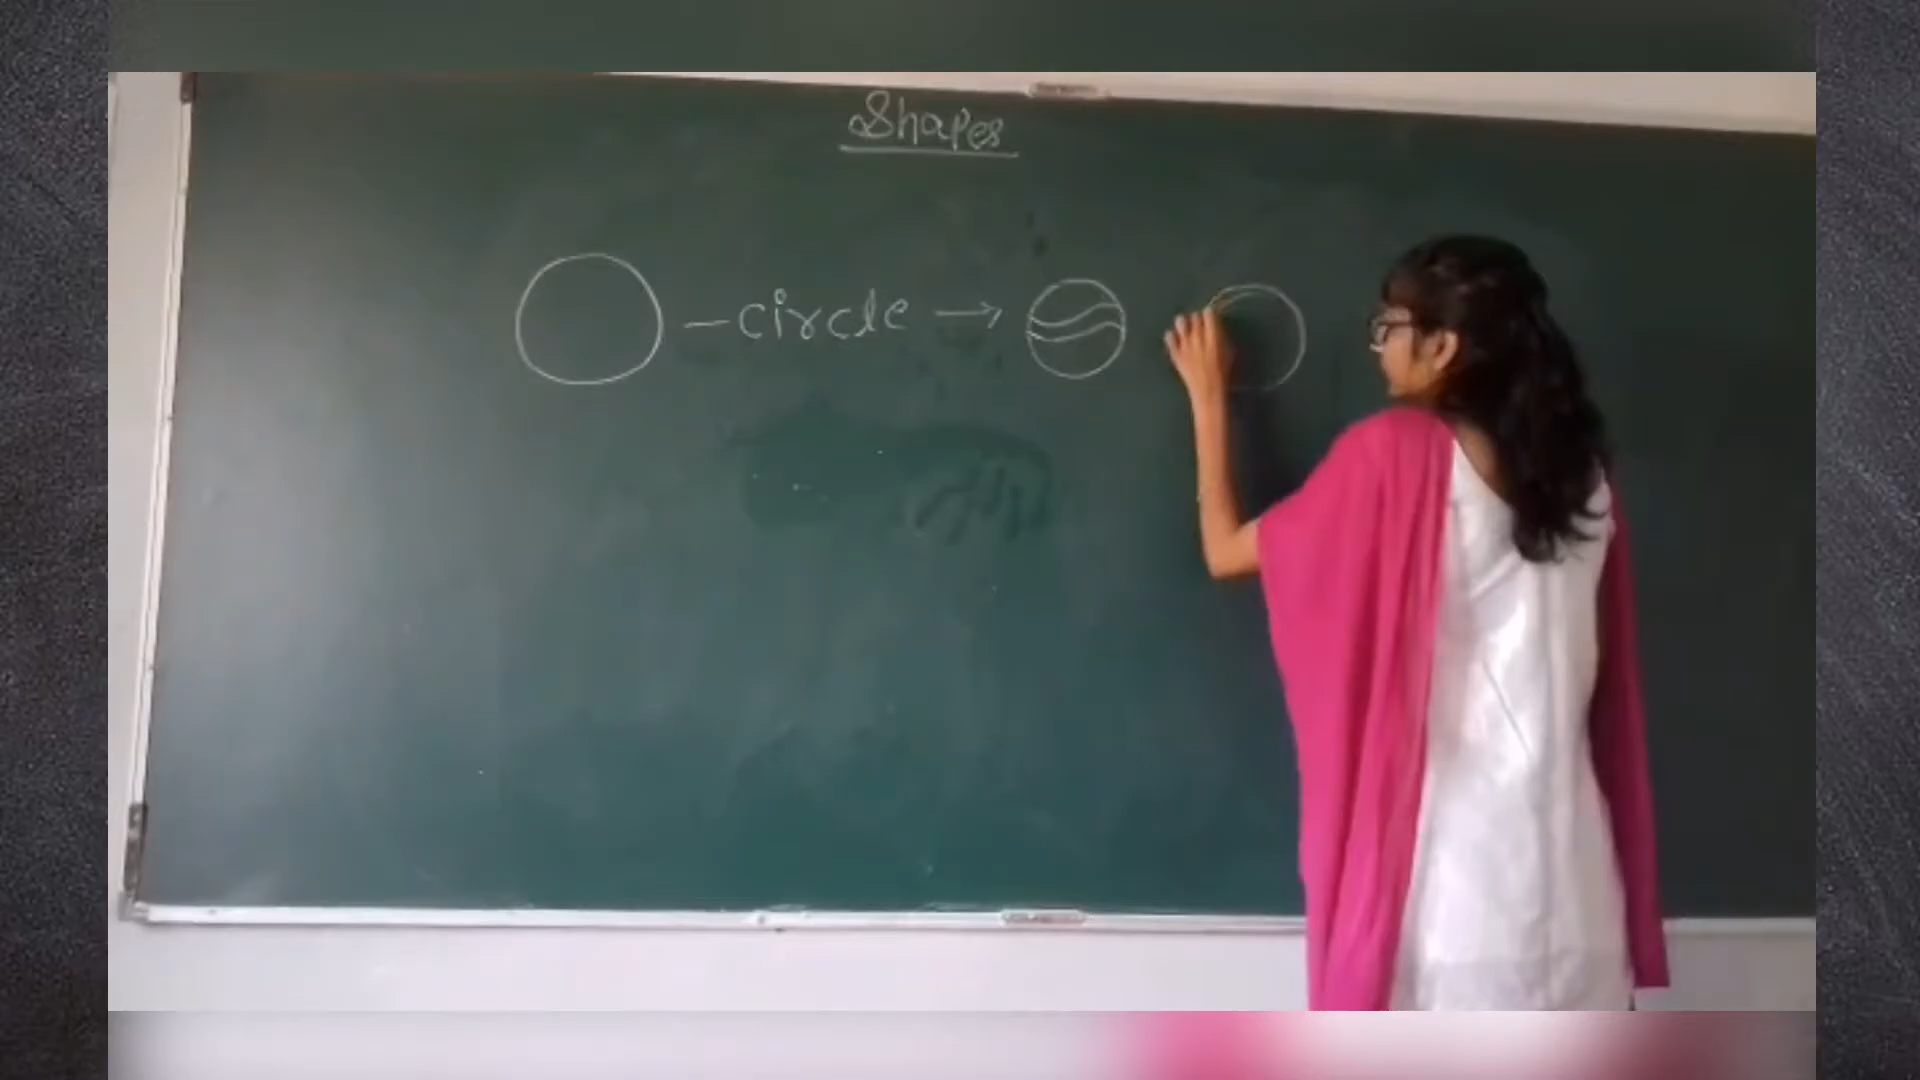 Shapes
– circle →